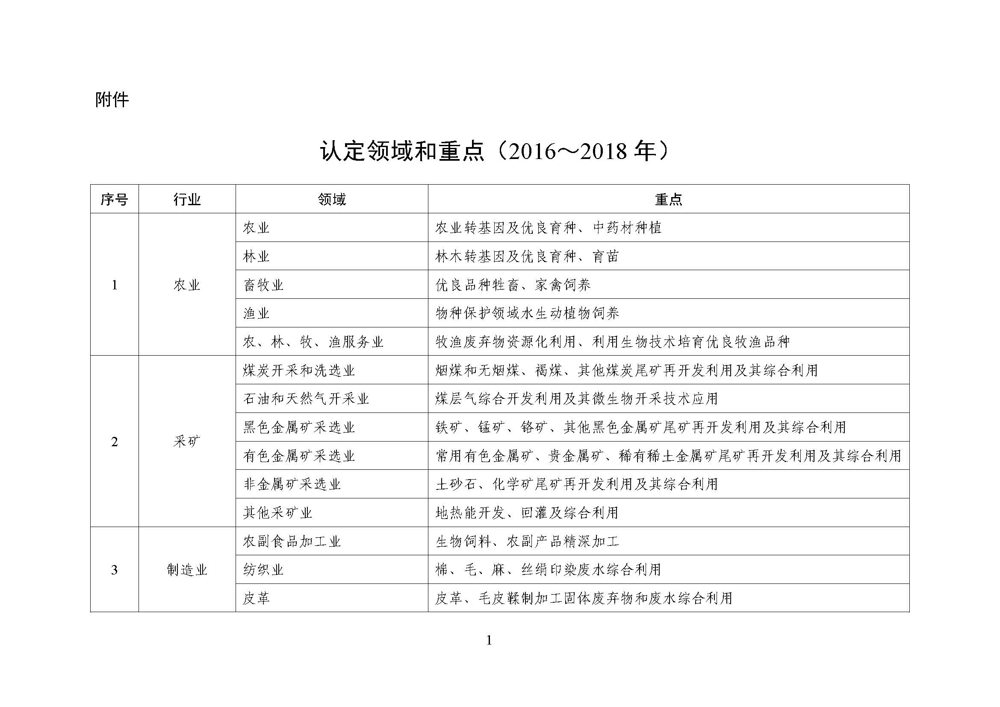 附件
认定领域和重点（2016～2018 年）
序号 行业 领域 重点
1 农业 农业 农业转基因及优良育种、中药材种植
林业 林木转基因及优良育种、育苗
畜牧业 优良品种牲畜、家禽饲养
渔业 物种保护领域水生动植物饲养
农、林、牧、渔服务业 牧渔废弃物资源化利用、利用生物技术培育优良牧渔品种
2 采矿 煤炭开采和洗选业 烟煤和无烟煤、褐煤、其他煤炭尾矿再开发利用及其综合利用
石油和天然气开采业 煤层气综合开发利用及其微生物开采技术应用
黑色金属矿采选业 铁矿、锰矿、铬矿、其他黑色金属矿尾矿再开发利用及其综合利用
有色金属矿采选业 常用有色金属矿、贵金属矿、稀有稀土金属矿尾矿再开发利用及其综合利用
非金属矿采选业 土砂石、化学矿尾矿再开发利用及其综合利用
其他采矿业 地热能开发、回灌及综合利用
3 制造业 农副食品加工业 生物饲料、农副产品精深加工
纺织业 棉、毛、麻、丝绢印染废水综合利用
皮革 皮革、毛皮鞣制加工固体废弃物和废水综合利用
1